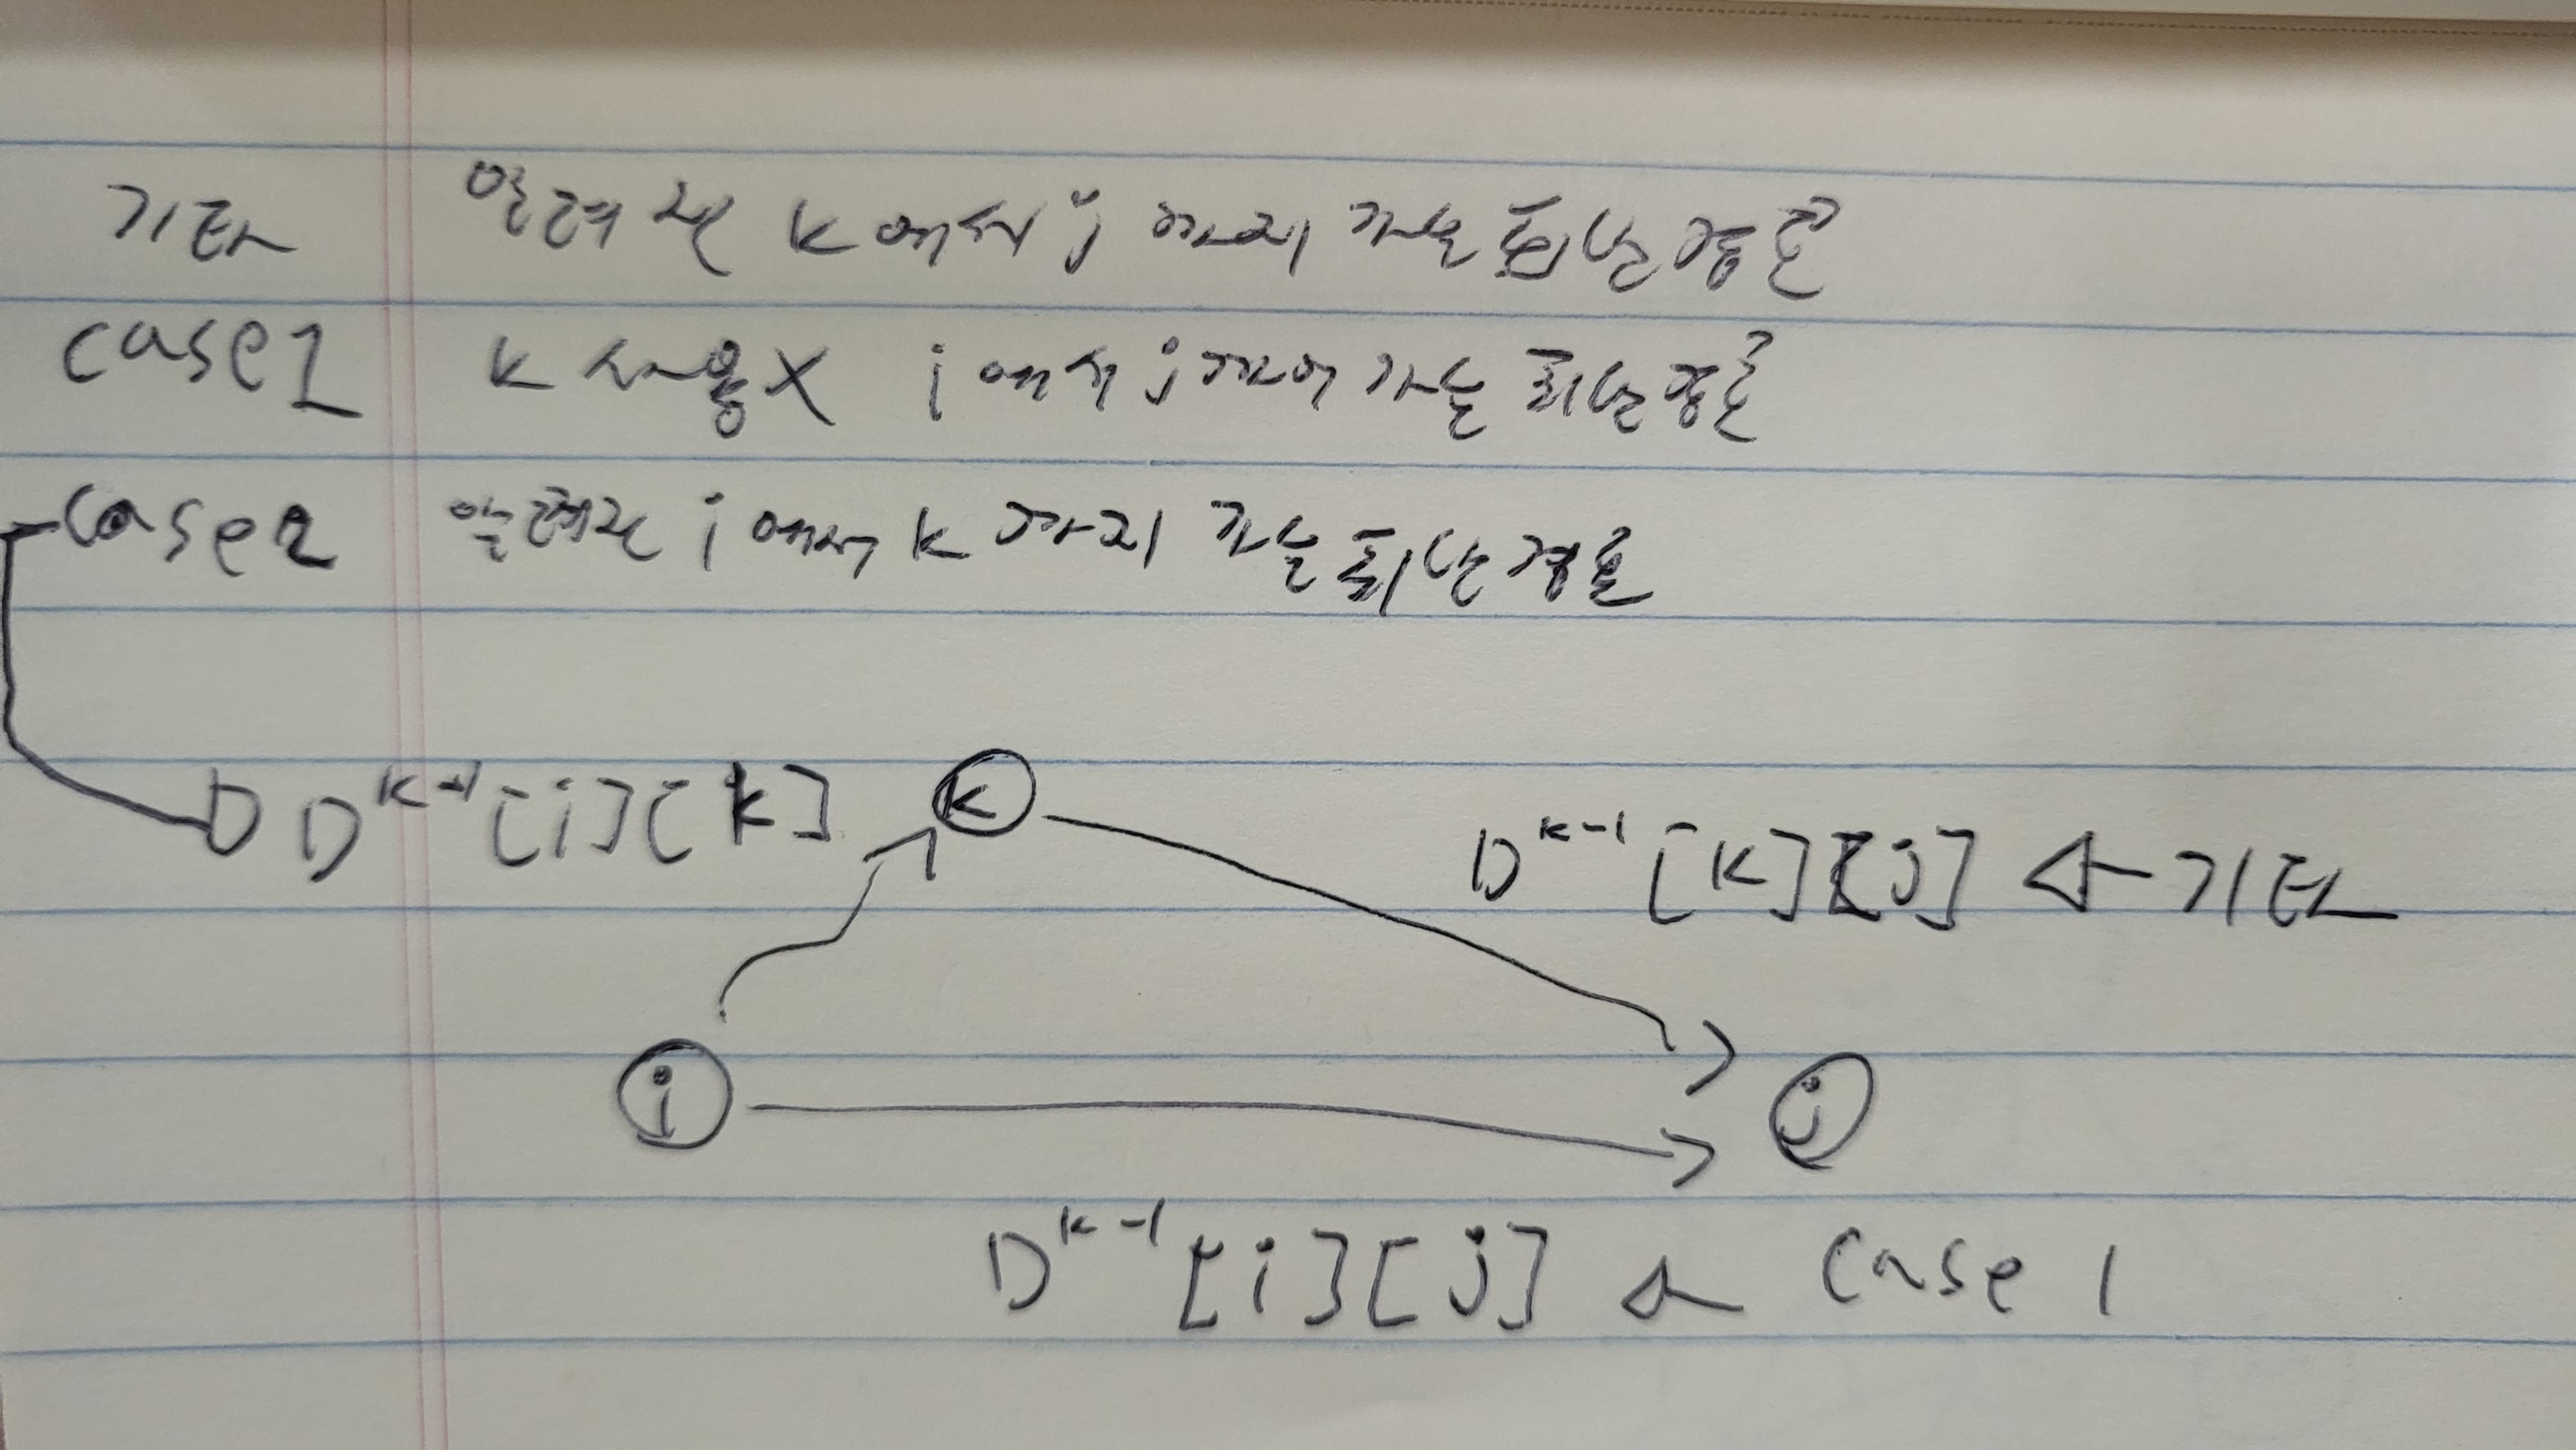 기타 알려진 k에서 j까지 가는 최단경로
case1 k 사용X i에서 j까지 가는 최단경로
case2 알려진 i에서 k까지 가는 최단경로
D^k-1[i][k]
k
D^k-1[k][j] ← 기타
i
j
D^k-1[i][j] ← case 1